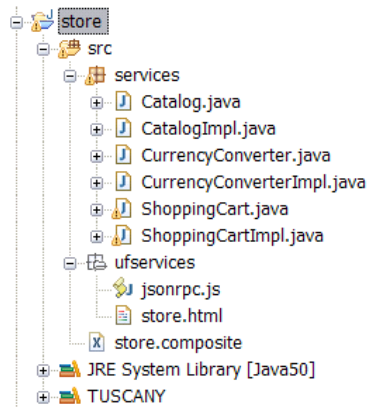 store
src
services
Catalog.java
CatalogImpl.java
CurrencyConverter.java
CurrencyConverterImpl.java
ShoppingCart.java
ShoppingCartImpl.java
ufservices
jsonrpc.js
store.html
store.composite
JRE System Library [Java50]
TUSCANY